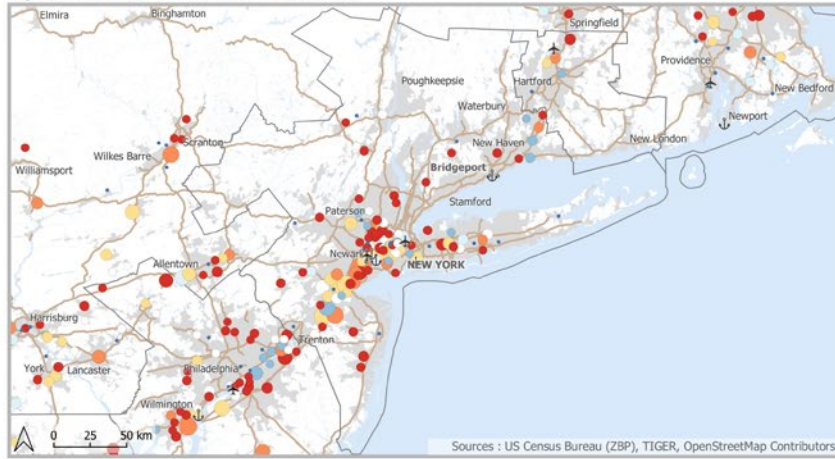 Elmira
Binghamton
Springfield
Providence
Hartford
Poughkeepsie
New Bedford
Waterbury
Newport
Scranton
New Haven
New London
Wilkes Barre
Williamsport
Bridgeport
Stamford
Paterson
Newark
Allentown
NEW YORK
Harrisburg
Trenton
York
Lancaster
Philadelphia
Wilmington
0 25 50 km
Sources : US Census Bureau (ZBP), TIGER, OpenStreetMap Contributors